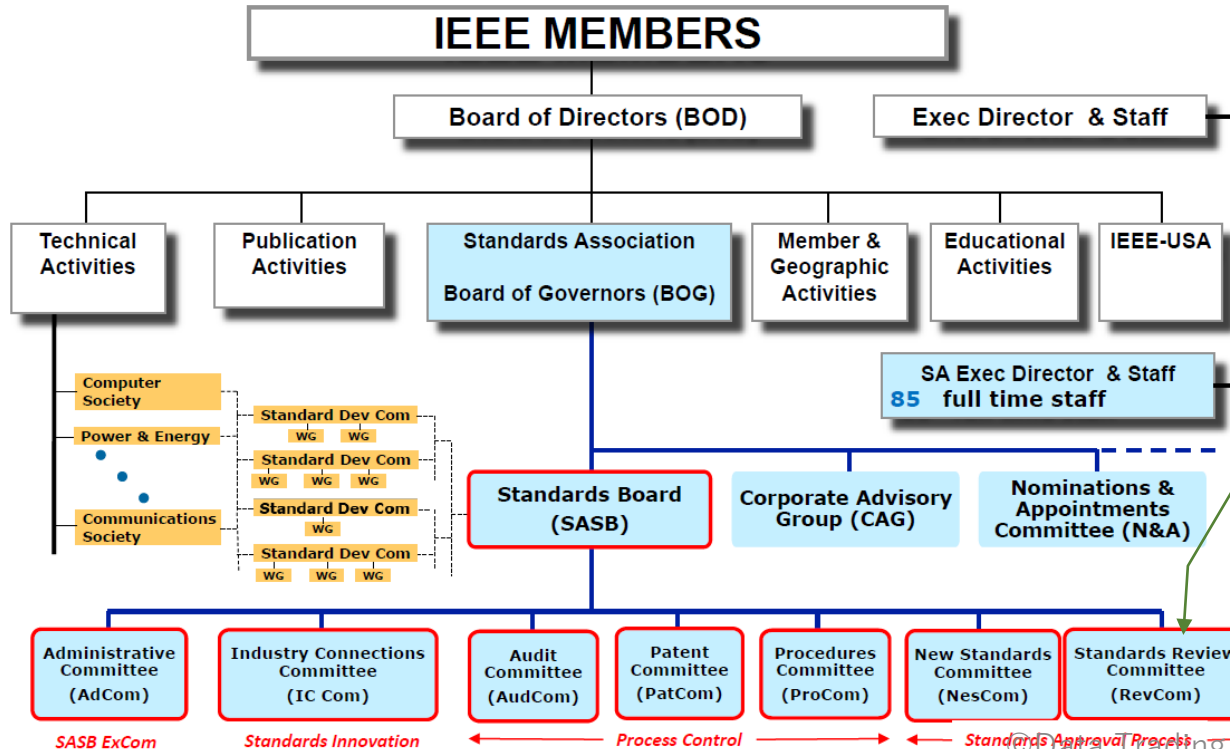 IEEE MEMBERS
Board of Directors (BOD)
Exec Director & Staff
Technical
Activities
Publication
Activities
Standards Association
Board of Governors (BOG)
Member &
Geographic
Activities
Educational
Activities
IEEE-USA
SA Exec Director & Staff
85 full time staff
Computer
Society
Power & Energy
Communications
Society
Standard Dev Com
WG WG
Standard Dev Com
WG WG WG
Standard Dev Com
WG
Standard Dev Com
WG WG WG
Standards Board
(SASB)
Corporate Advisory
Group (CAG)
Nominations &
Appointments
Committee (N&A)
Administrative
Committee
(AdCom)
Industry Connections
Committee
(IC Com)
Audit
Committee
(AudCom)
Patent
Committee
(PatCom)
Procedures
Committee
(ProCom)
New Standards
Committee
(NesCom)
Standards Review
Committee
(RevCom)
SASB ExCom
Standards Innovation
Process Control
Standards Approval Process